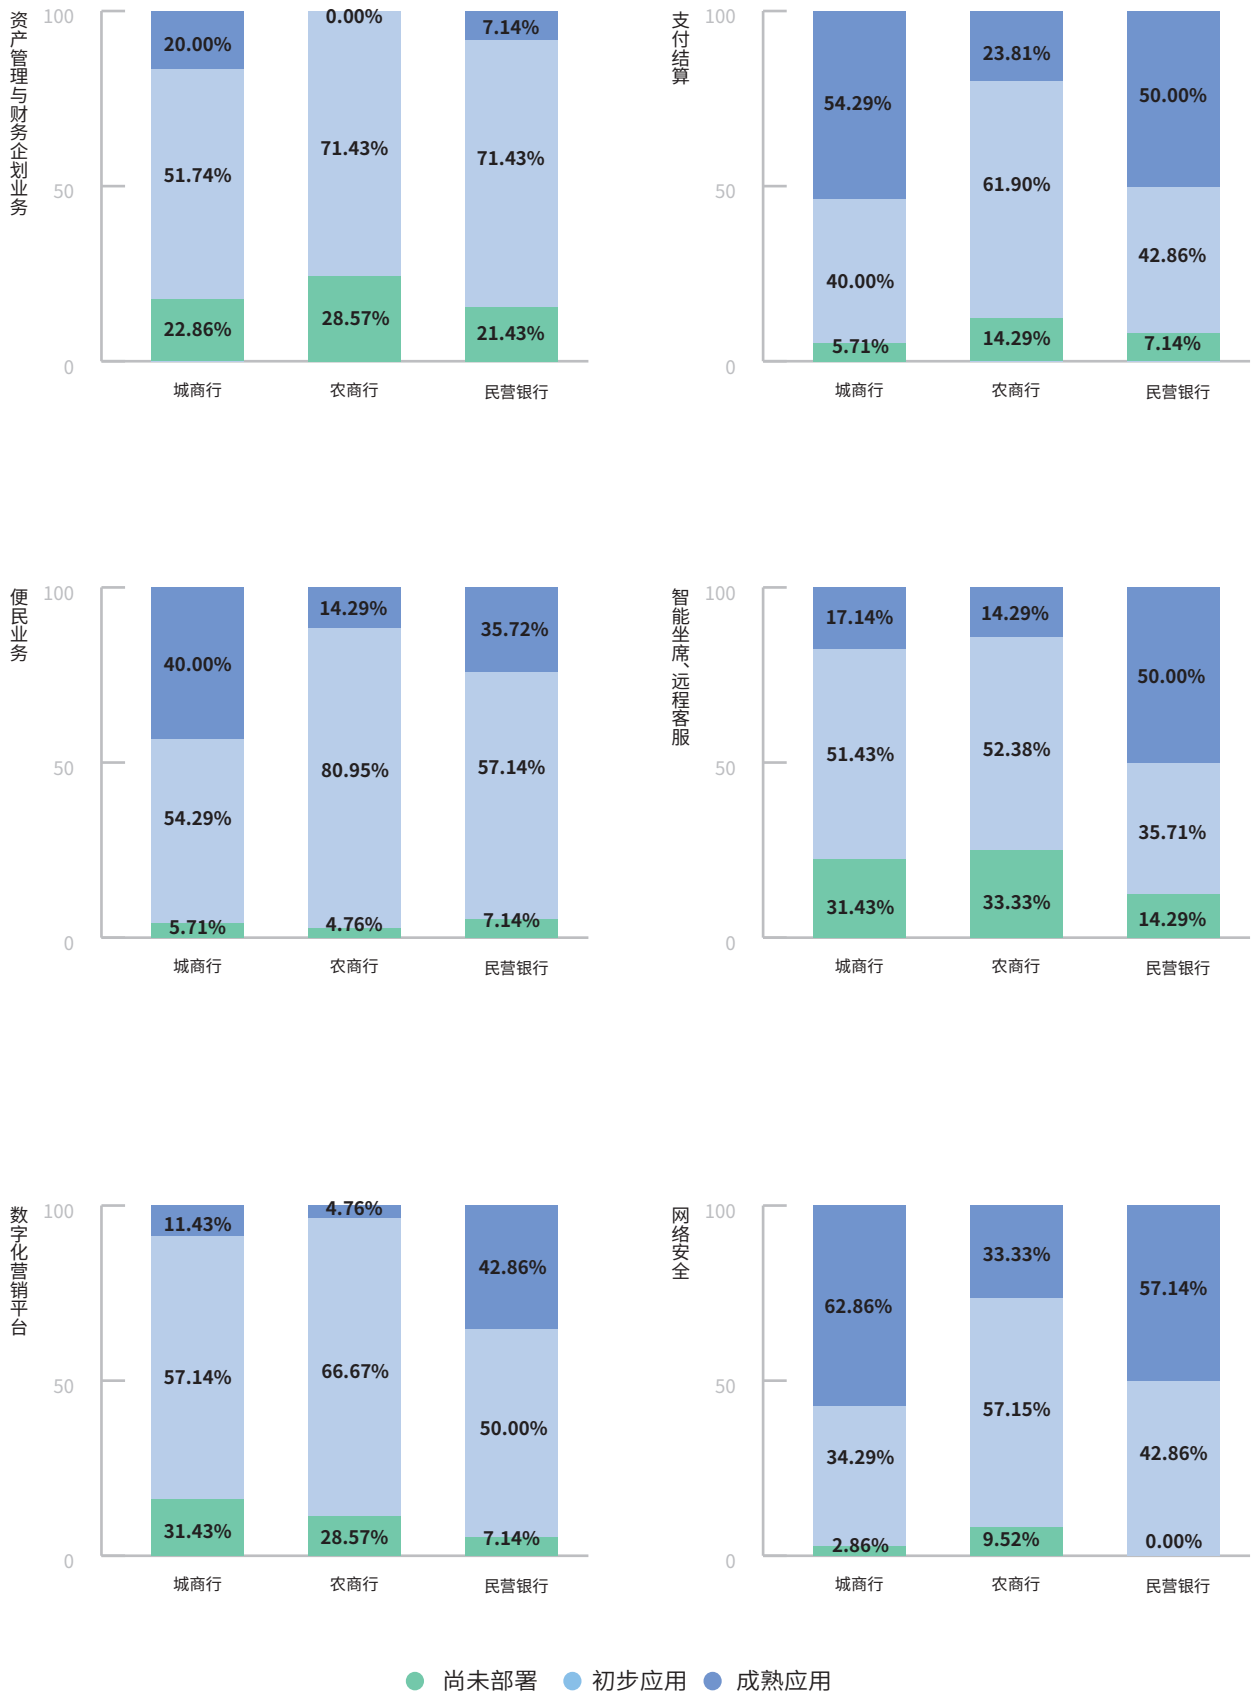 资产管理与财务企划业务
100
50
0
20.00%
51.74%
22.86%
0.00%
71.43%
28.57%
7.14%
71.43%
21.43%
城商行
农商行
民营银行
支付结算
100
50
0
54.29%
40.00%
5.71%
23.81%
61.90%
14.29%
50.00%
42.86%
7.14%
城商行
农商行
民营银行
便民业务
100
50
0
40.00%
54.29%
5.71%
14.29%
80.95%
4.76%
35.72%
57.14%
7.14%
城商行
农商行
民营银行
智能坐席、远程客服
100
50
0
17.14%
51.43%
31.43%
14.29%
52.38%
33.33%
50.00%
35.71%
14.29%
城商行
农商行
民营银行
数字化营销平台
100
50
0
11.43%
57.14%
31.43%
4.76%
66.67%
28.57%
42.86%
50.00%
7.14%
城商行
农商行
民营银行
网络安全
100
50
0
62.86%
34.29%
2.86%
33.33%
57.15%
9.52%
57.14%
42.86%
0.00%
城商行
农商行
民营银行
尚未部署 初步应用 成熟应用